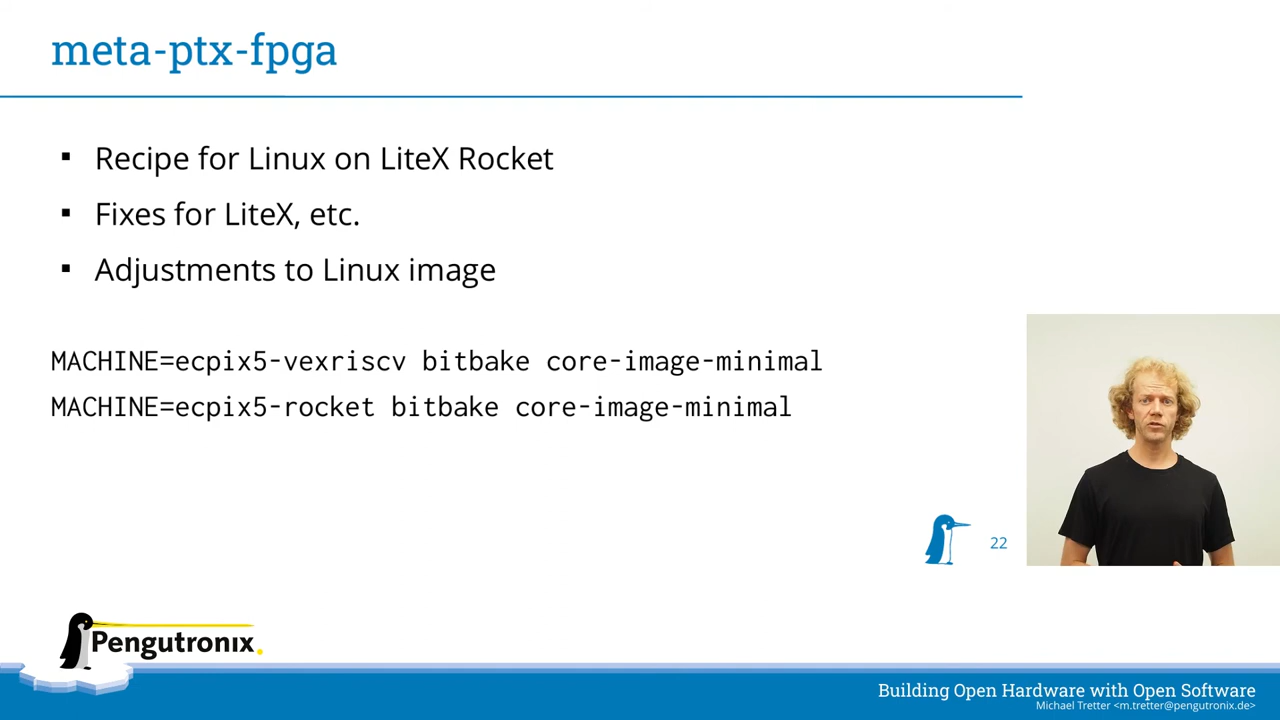 meta-ptx-fpga
▪ Recipe for Linux on LiteX Rocket
▪ Fixes for LiteX, etc.
▪ Adjustments to Linux image
MACHINE=ecpix5-vexriscv bitbake core-image-minimal
MACHINE=ecpix5-rocket bitbake core-image-minimal
22
Pengutronix
Building Open Hardware with Open Software
Michael Tretter <m.tretter@pengutronix.de>